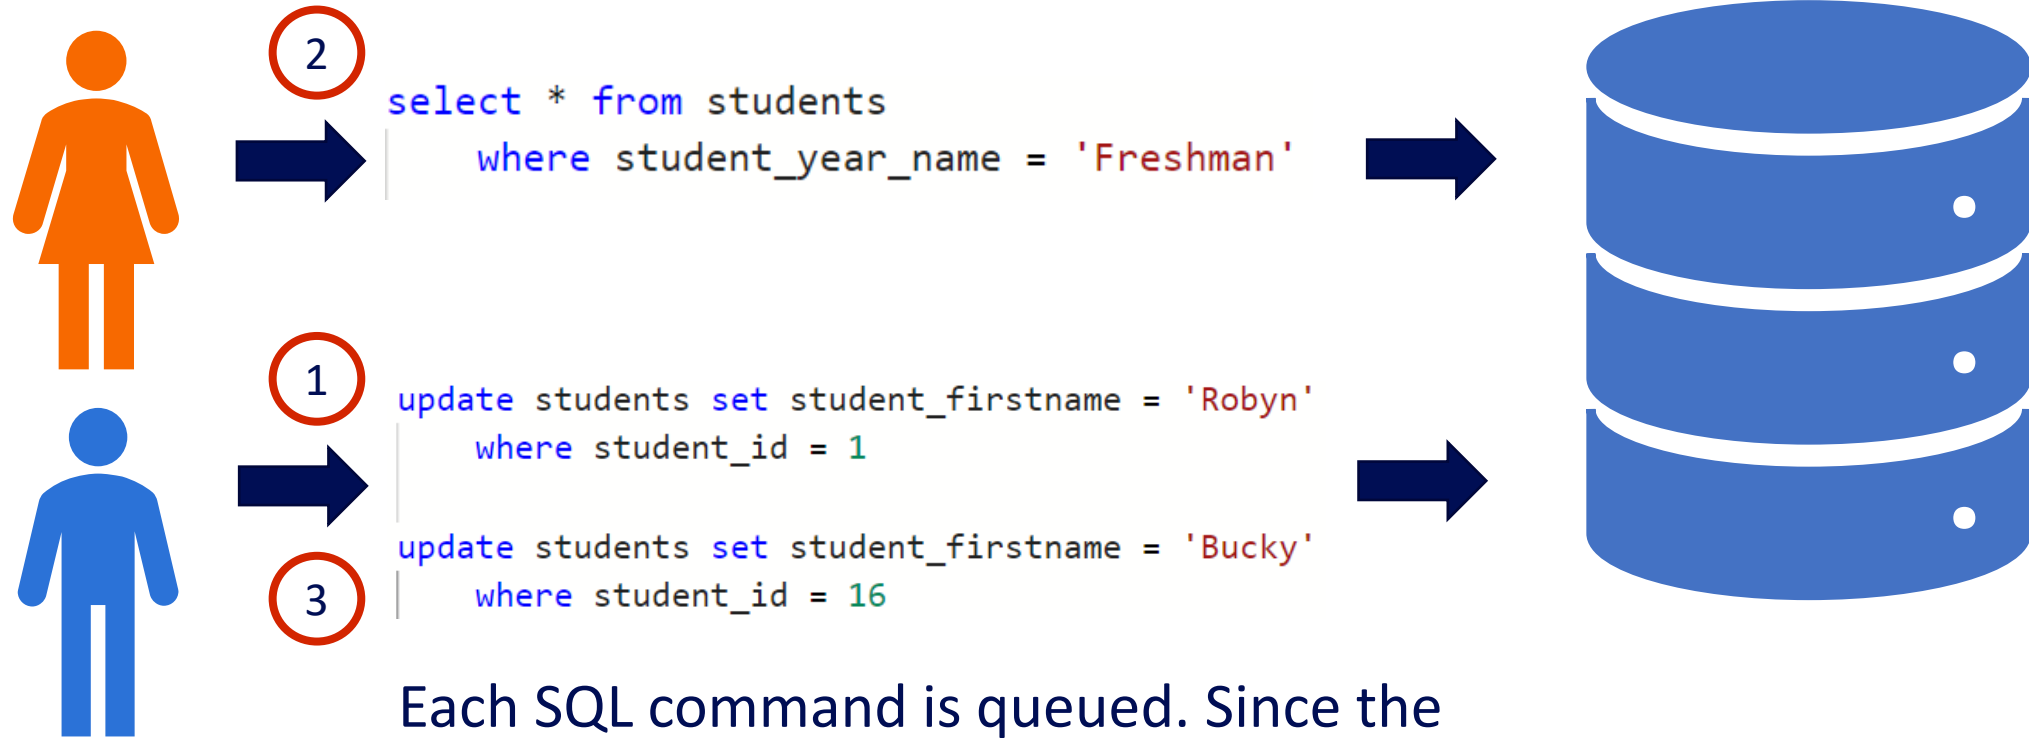 2
select * from students
where student_year_name = 'Freshman'
1
update students set student_firstname = 'Robyn'
where student_id = 1
update students set student_firstname = 'Bucky'
where student_id = 16
3
Each SQL command is queued. Since the